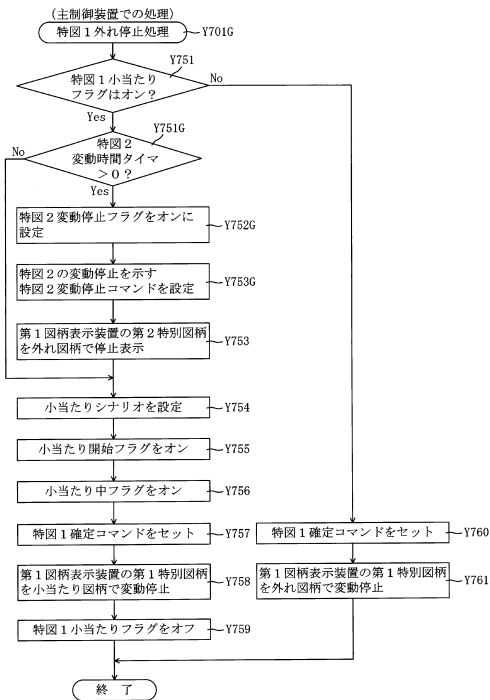 (主制御装置での処理)
特図1外れ停止処理
Y701G
Y751
特図1小当たり
フラグはオン?
No
Yes
Y751G
特図2
変動時間タイマ
>0?
No
Yes
特図2変動停止フラグをオンに
設定
Y752G
特図2の変動停止を示す
特図2変動停止コマンドを設定
Y753G
第1図柄表示装置の第2特別図柄
を外れ図柄で停止表示
Y753
小当たりシナリオを設定
Y754
小当たり開始フラグをオン
Y755
小当たり中フラグをオン
Y756
特図1確定コマンドをセット
Y757
第1図柄表示装置の第1特別図柄
を小当たり図柄で変動停止
Y758
特図1小当たりフラグをオフ
Y759
特図1確定コマンドをセット
Y760
第1図柄表示装置の第1特別図柄
を外れ図柄で変動停止
Y761
終 了